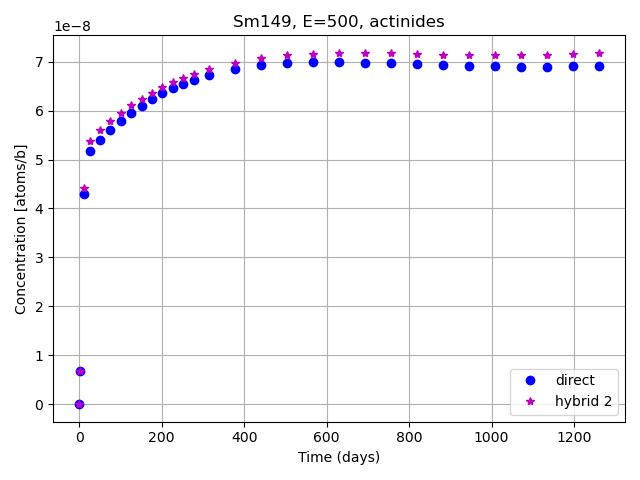 Sm149, E=500, actinides
1e−8
7
6
5
4
3
2
1
0
Concentration [atoms/b]
0 200 400 600 800 1000 1200
Time (days)
direct
hybrid 2